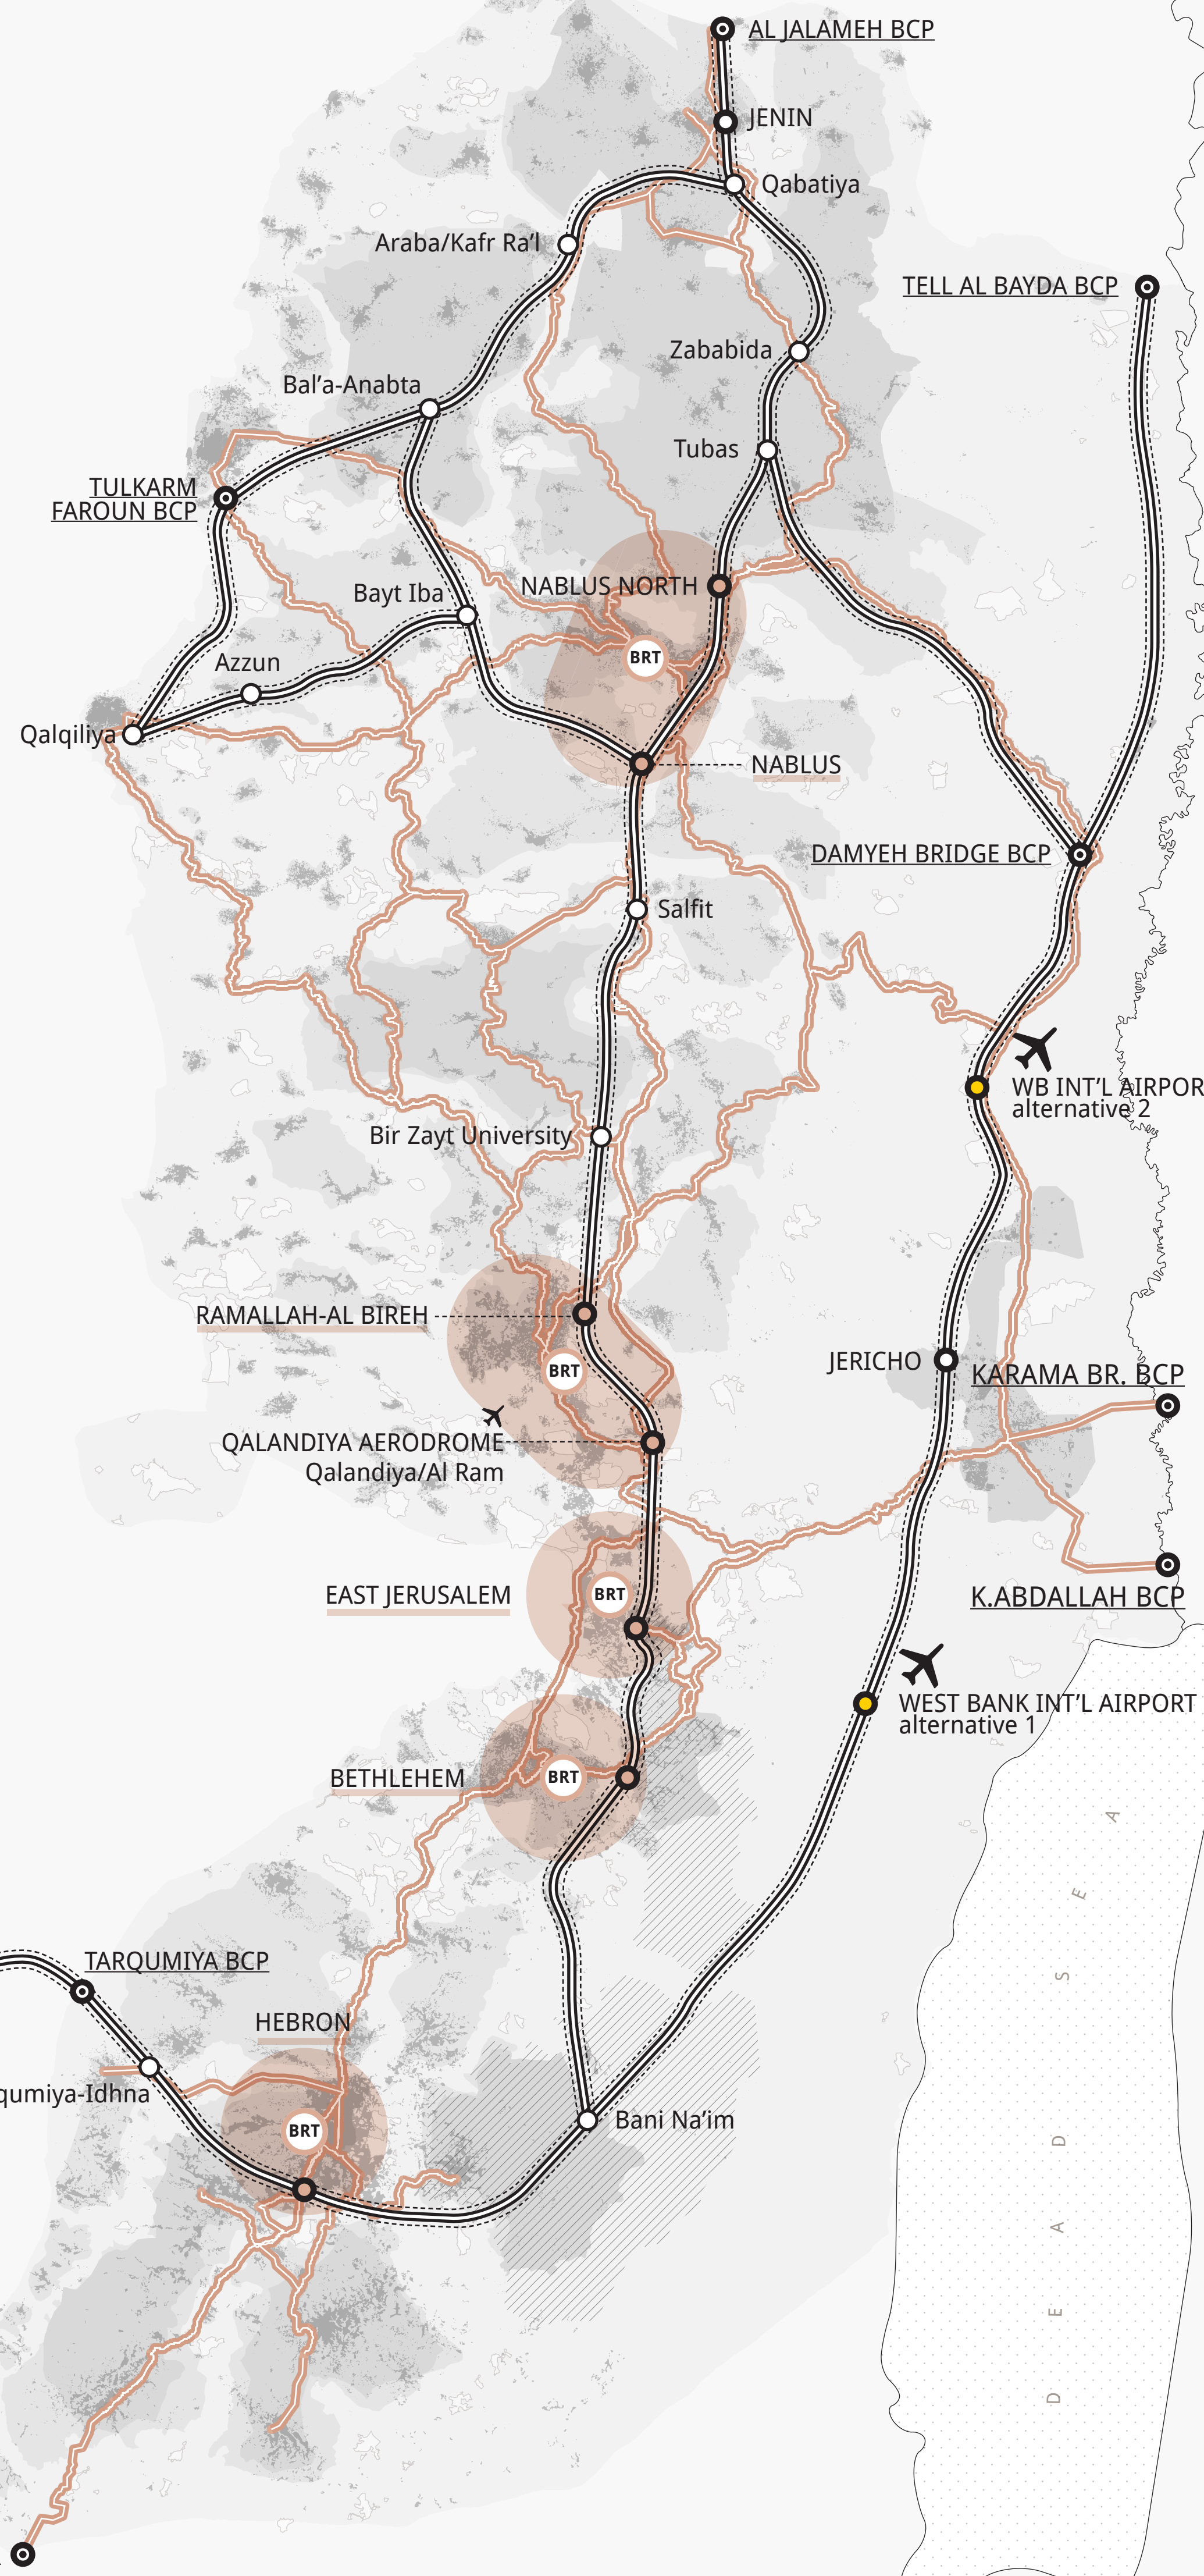 AL JALAMEH BCP
JENIN
Qabatiya
Araba/Kafr Ra'l
TELL AL BAYDA BCP
Zababida
Bal'a-Anabta
Tubas
TULKARM
FAROUN BCP
NABLUS NORTH
Bayt Iba
BRT
Azzun
Qalqiliya
NABLUS
DAMYEH BRIDGE BCP
Salfit
WB INT'L AIRPOR
alternative 2
Bir Zayt University
RAMALLAH-AL BIREH
JERICHO
BRT
KARAMA BR. BCP
QALANDIYA AERODROME
Qalandiya/Al Ram
EAST JERUSALEM
BRT
K.ABDALLAH BCP
WEST BANK INT'L AIRPORT
alternative 1
BETHLEHEM
BRT
TARQUMIYA BCP
HEBRON
qumiya-Idhna
BRT
Bani Na'im
DEAD SEA